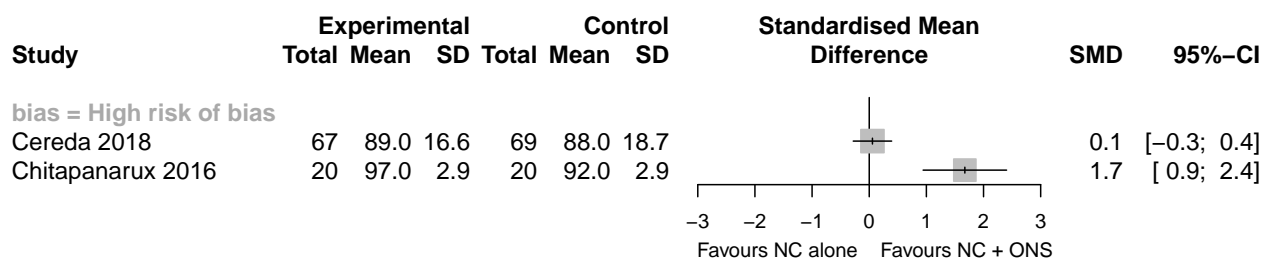 Experimental Control Standardised Mean
Study Total Mean SD Total Mean SD Difference SMD 95%−CI
bias = High risk of bias
Cereda 2018 67 89.0 16.6 69 88.0 18.7 0.1 [−0.3; 0.4]
Chitapanarux 2016 20 97.0 2.9 20 92.0 2.9 1.7 [ 0.9; 2.4]
−3 −2 −1 0 1 2 3
Favours NC alone Favours NC + ONS